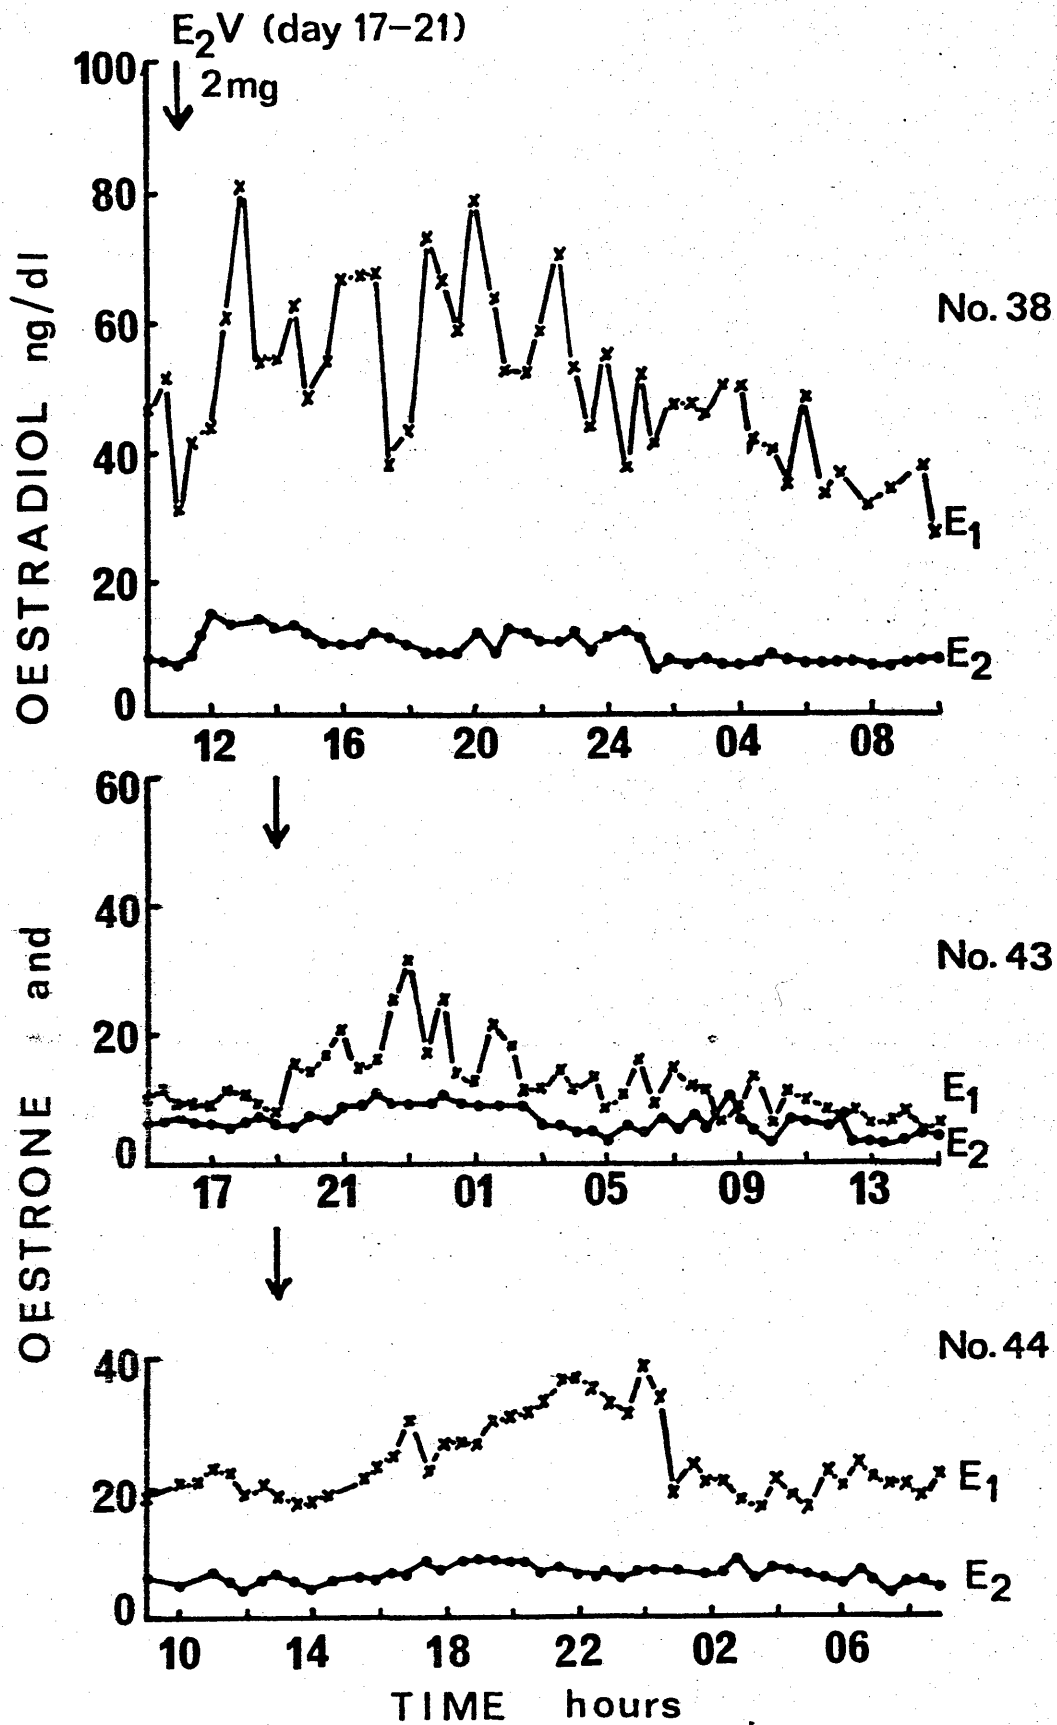 E2V (day 17–21)
2mg
100
80
60
40
20
0
No. 38
E1
E2
12 16 20 24 04 08
60
40
20
0
No. 43
E1
E2
17 21 01 05 09 13
40
20
0
No. 44
E1
E2
10 14 18 22 02 06
TIME hours
OESTRONE and OESTRADIOL ng/dl